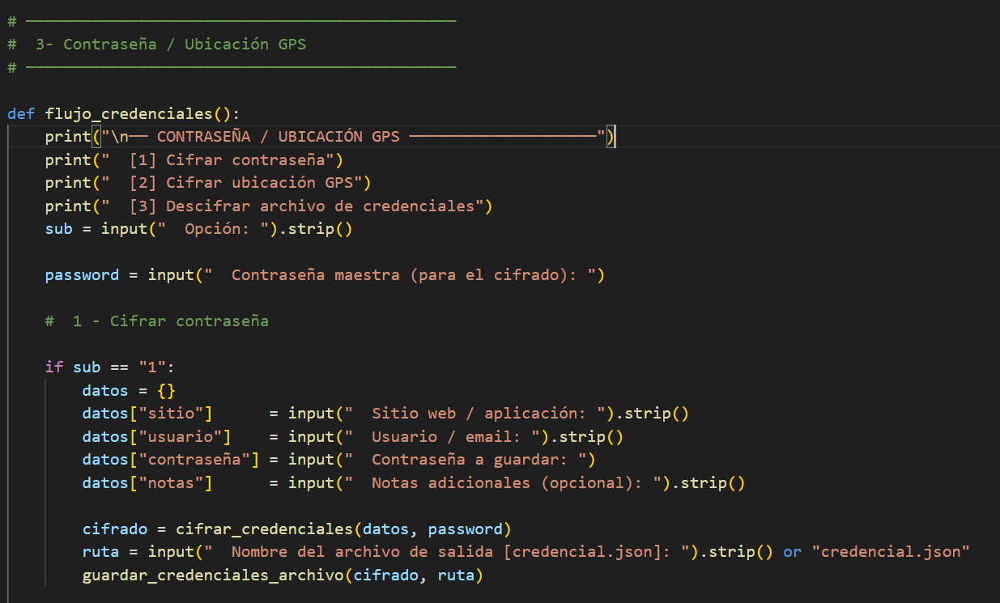 # ──────────────────────────────────────────────
#  3- Contraseña / Ubicación GPS
# ──────────────────────────────────────────────
def flujo_credenciales():
    print("\n── CONTRASEÑA / UBICACIÓN GPS ────────────────────")
    print("  [1] Cifrar contraseña")
    print("  [2] Cifrar ubicación GPS")
    print("  [3] Descifrar archivo de credenciales")
    sub = input("  Opción: ").strip()
    password = input("  Contraseña maestra (para el cifrado): ")
    #  1 - Cifrar contraseña
    if sub == "1":
        datos = {}
        datos["sitio"]      = input("  Sitio web / aplicación: ").strip()
        datos["usuario"]    = input("  Usuario / email: ").strip()
        datos["contraseña"] = input("  Contraseña a guardar: ")
        datos["notas"]      = input("  Notas adicionales (opcional): ").strip()
        cifrado = cifrar_credenciales(datos, password)
        ruta = input("  Nombre del archivo de salida [credencial.json]: ").strip() or "credencial.json"
        guardar_credenciales_archivo(cifrado, ruta)